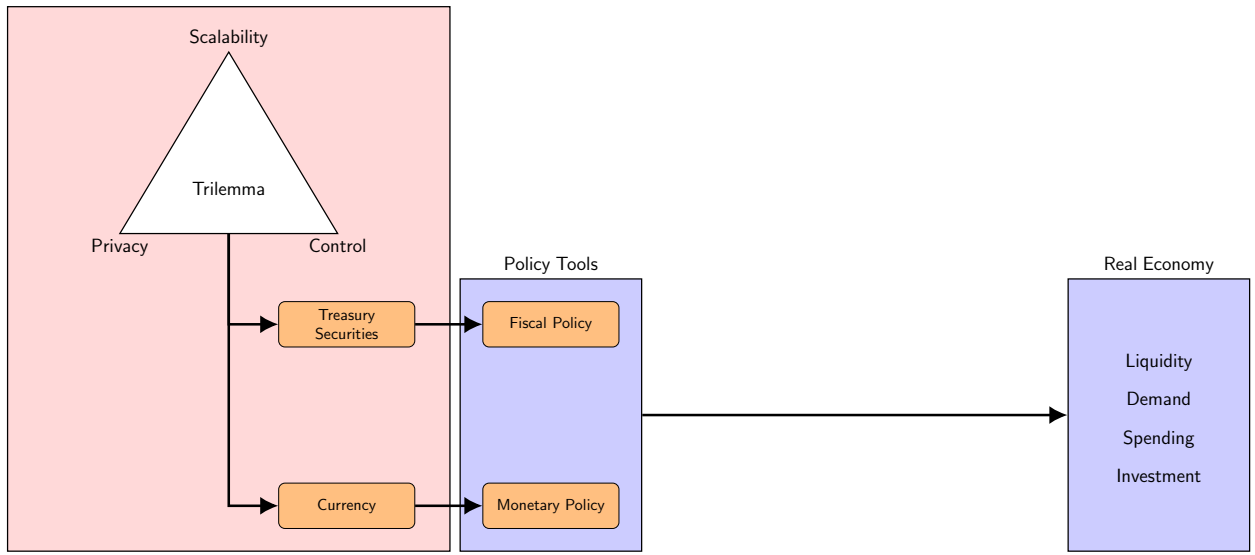 Scalability
Trilemma
Privacy
Control
Policy Tools
Real Economy
Treasury
Securities
Fiscal Policy
Liquidity
Demand
Spending
Investment
Currency
Monetary Policy